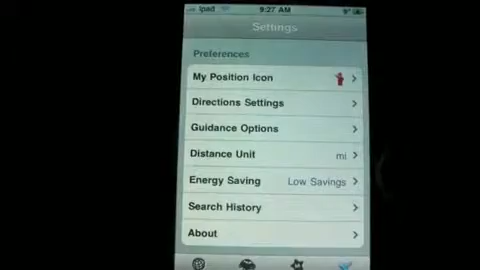 ipad 9:27 AM
Settings
Preferences
My Position Icon
Directions Settings
Guidance Options
Distance Unit mi
Energy Saving Low Savings
Search History
About